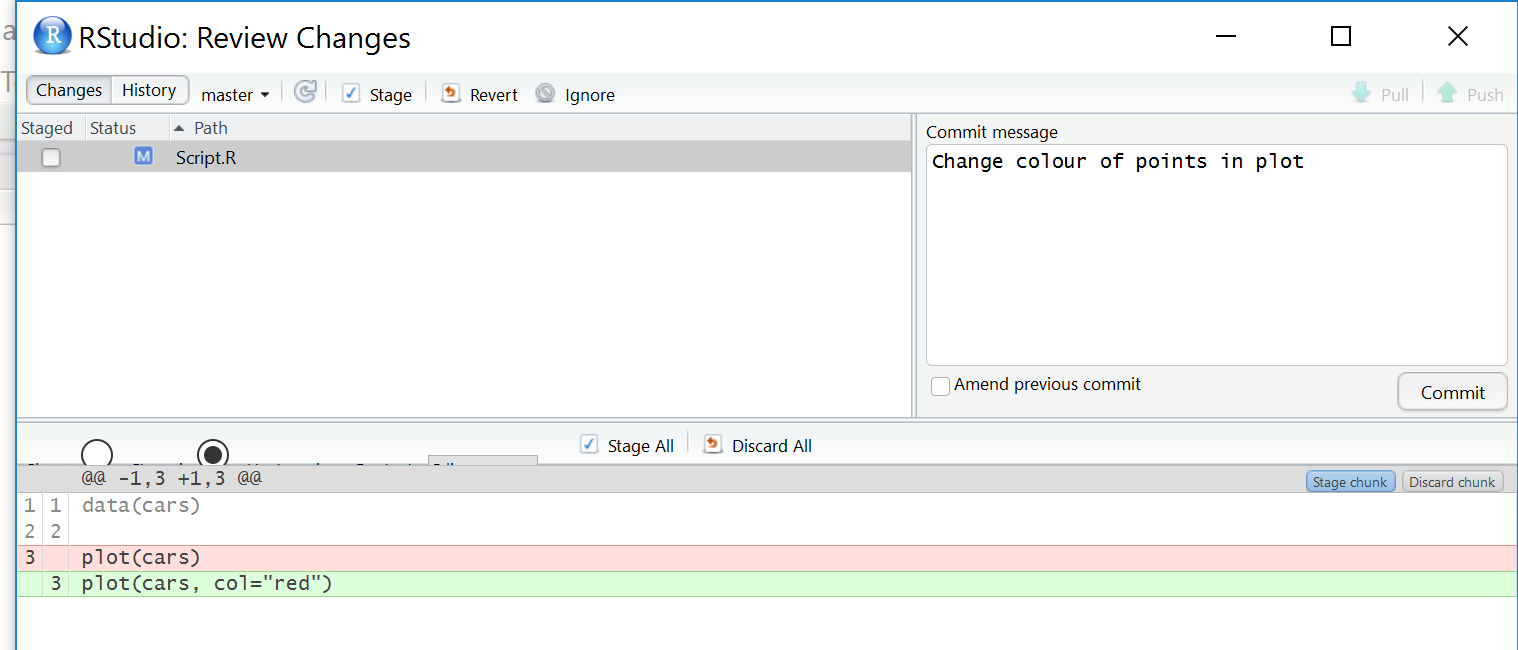 RStudio: Review Changes
Changes History master Stage Revert Ignore Pull Push
Staged Status Path
M Script.R
Commit message
Change colour of points in plot
Amend previous commit
Commit
Stage All Discard All
@@ -1,3 +1,3 @@ Stage chunk Discard chunk
1 1 data(cars)
2 2
3 plot(cars)
3 plot(cars, col="red")